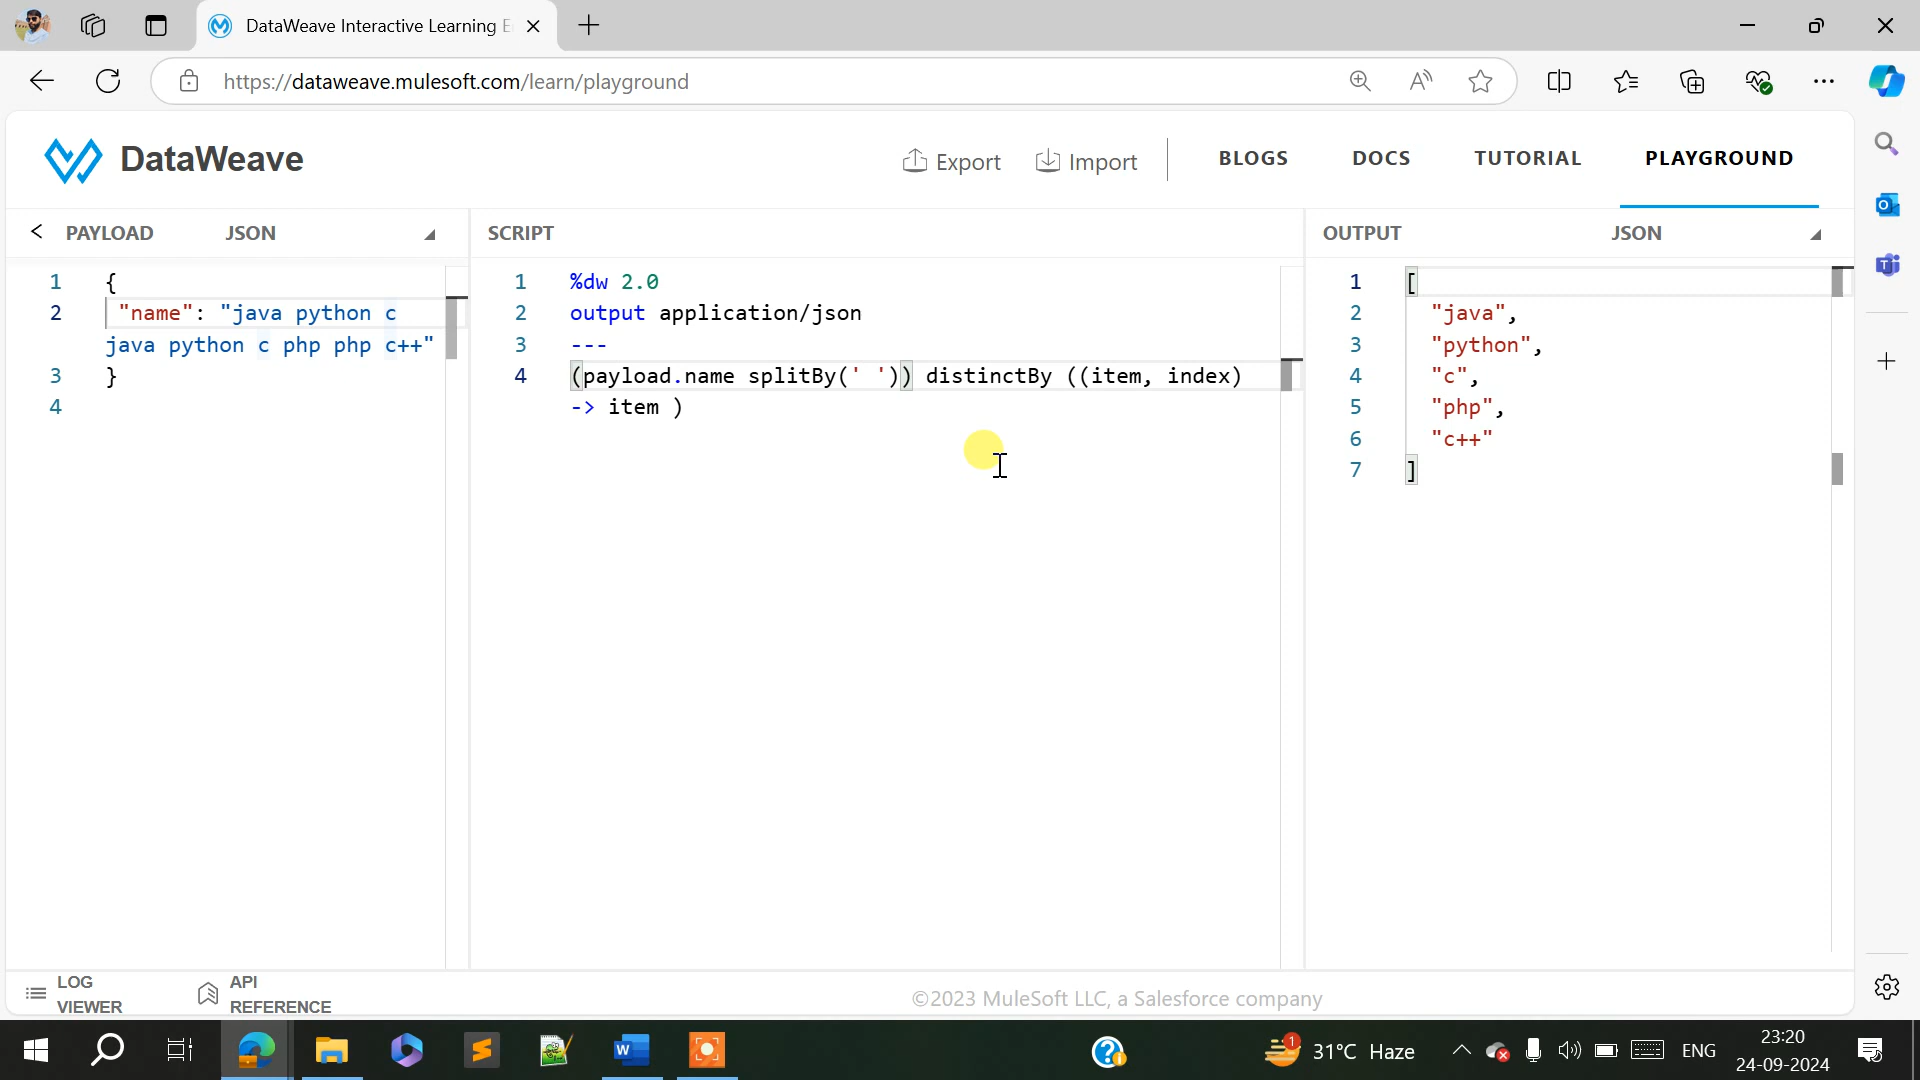 DataWeave Interactive Learning E
https://dataweave.mulesoft.com/learn/playground
DataWeave
Export
Import
BLOGS
DOCS
TUTORIAL
PLAYGROUND
PAYLOAD JSON
1 {
2 "name": "java python c
java python c php php c++"
3 }
4
SCRIPT
1 %dw 2.0
2 output application/json
3 ---
4 (payload.name splitBy(' ')) distinctBy ((item, index)
-> item )
OUTPUT JSON
1 [
2 "java",
3 "python",
4 "c",
5 "php",
6 "c++"
7 ]
LOG
VIEWER
API
REFERENCE
©2023 MuleSoft LLC, a Salesforce company
1
31°C Haze
ENG
23:20
24-09-2024